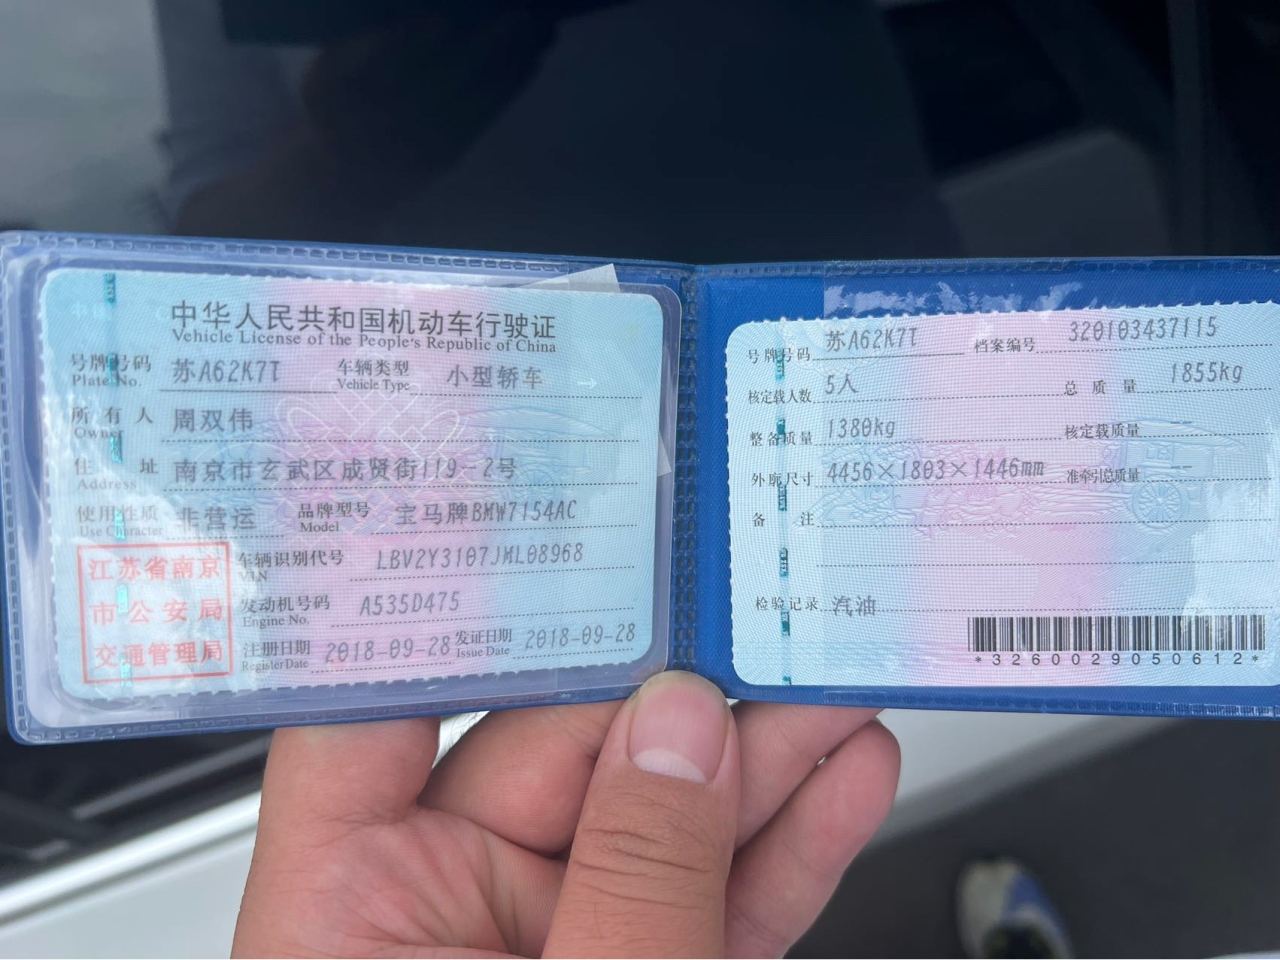 中华人民共和国机动车行驶证
Vehicle License of the People's Republic of China
号牌号码 苏A62K7T 车辆类型 小型轿车
Plate No. Vehicle Type
所有人 周双伟
Owner
住址 南京市玄武区成贤街119-2号
Address
使用性质 非营运 品牌型号 宝马牌BMW7154AC
Use Character Model
江苏省南京
市公安局
交通管理局
车辆识别代号 LBV2Y3107JML08968
VIN
发动机号码 A535D475
Engine No.
注册日期 2018-09-28 发证日期 2018-09-28
Register Date Issue Date
号牌号码 苏A62K7T 档案编号 320103437115
核定载人数 5人 总质量 1855kg
整备质量 1380kg 核定载质量 --
外廓尺寸 4456×1803×1446mm 准牵引总质量 --
备注
检验记录 汽油
*3260029050612*